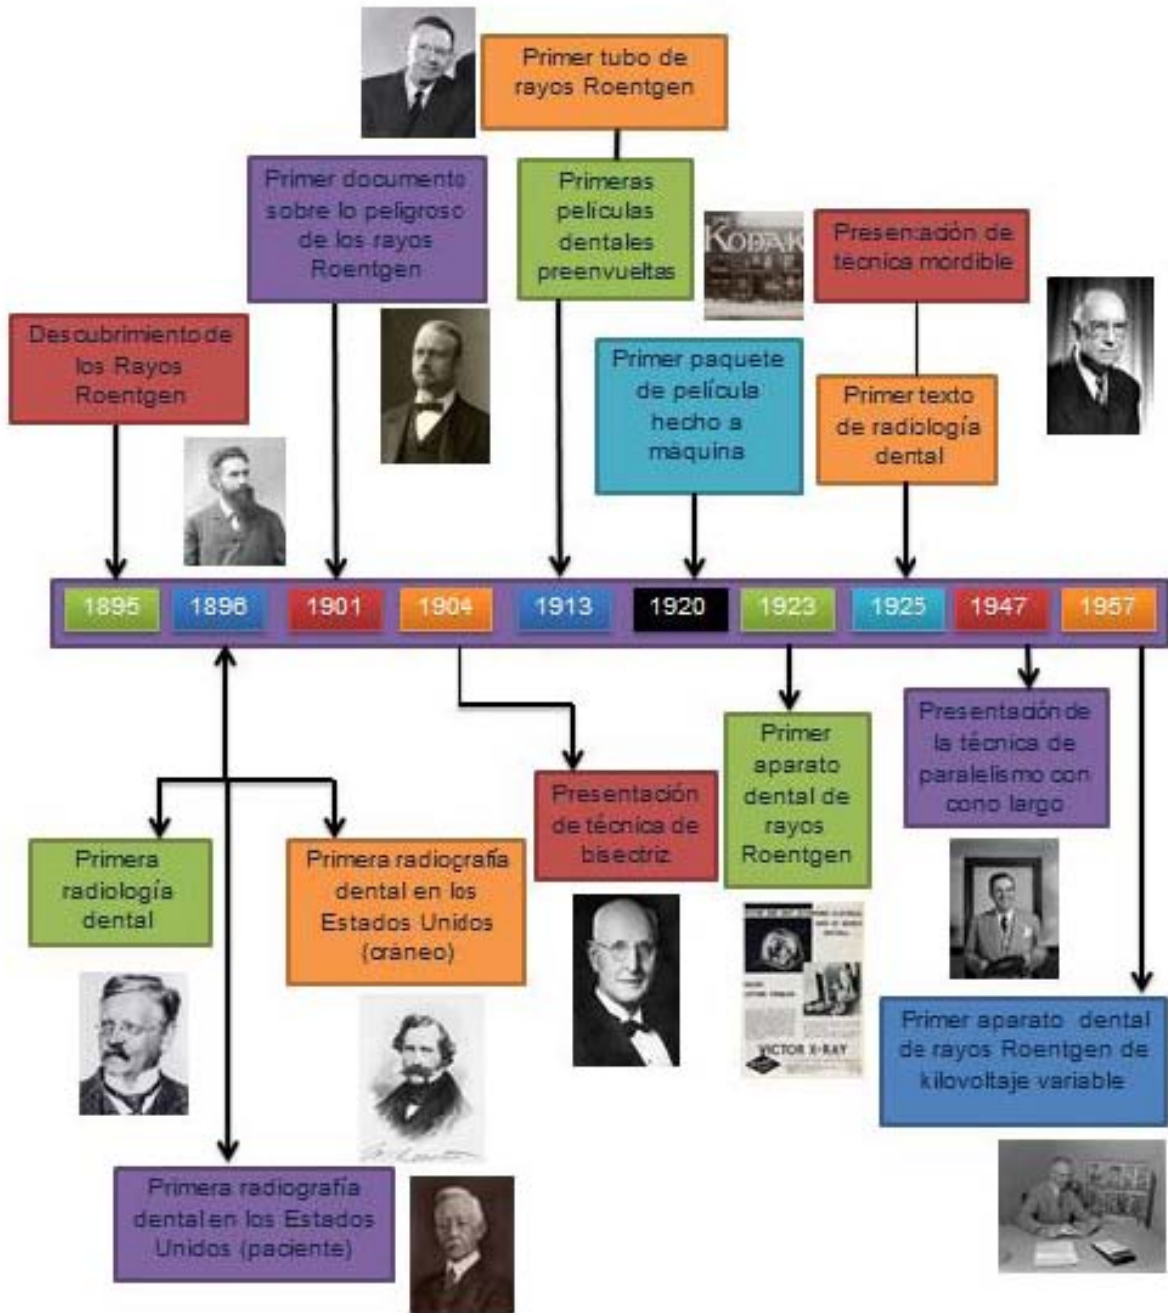 Primer tubo de
rayos Roentgen
Primer documento
sobre lo peligroso
de los rayos
Roentgen
Primeras
películas
dentales
preenvueltas
KODAK
Presentación de
técnica mordible
Descubrimiento de
los Rayos
Roentgen
Primer paquete
de película
hecho a
máquina
Primer texto
de radiología
dental
1895
1896
1901
1904
1913
1920
1923
1925
1947
1957
Primera
radiología
dental
Primera radiografía
dental en los
Estados Unidos
(cráneo)
Presentación
de técnica de
bisectriz
Primer
aparato
dental de
rayos
Roentgen
Presentación de
la técnica de
paralelismo con
cono largo
VICTOR X-RAY
Primer aparato dental
de rayos Roentgen de
kilovoltaje variable
Primera radiografía
dental en los Estados
Unidos (paciente)